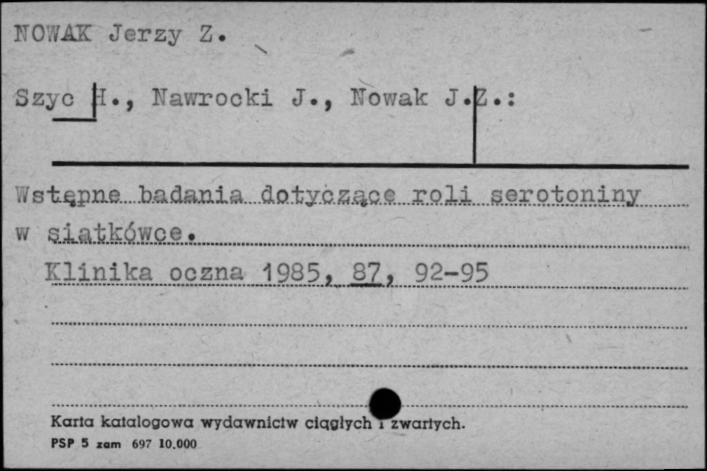 NOWAK Jerzy Z.
Szyc H., Nawrocki J., Nowak J.Z.:
Wstępne badania dotyczące roli serotoniny
w siatkówce.
Klinika oczna 1985, 87, 92-95
Karta katalogowa wydawnictw ciągłych i zwartych.
PSP 5 zam 697 10.000